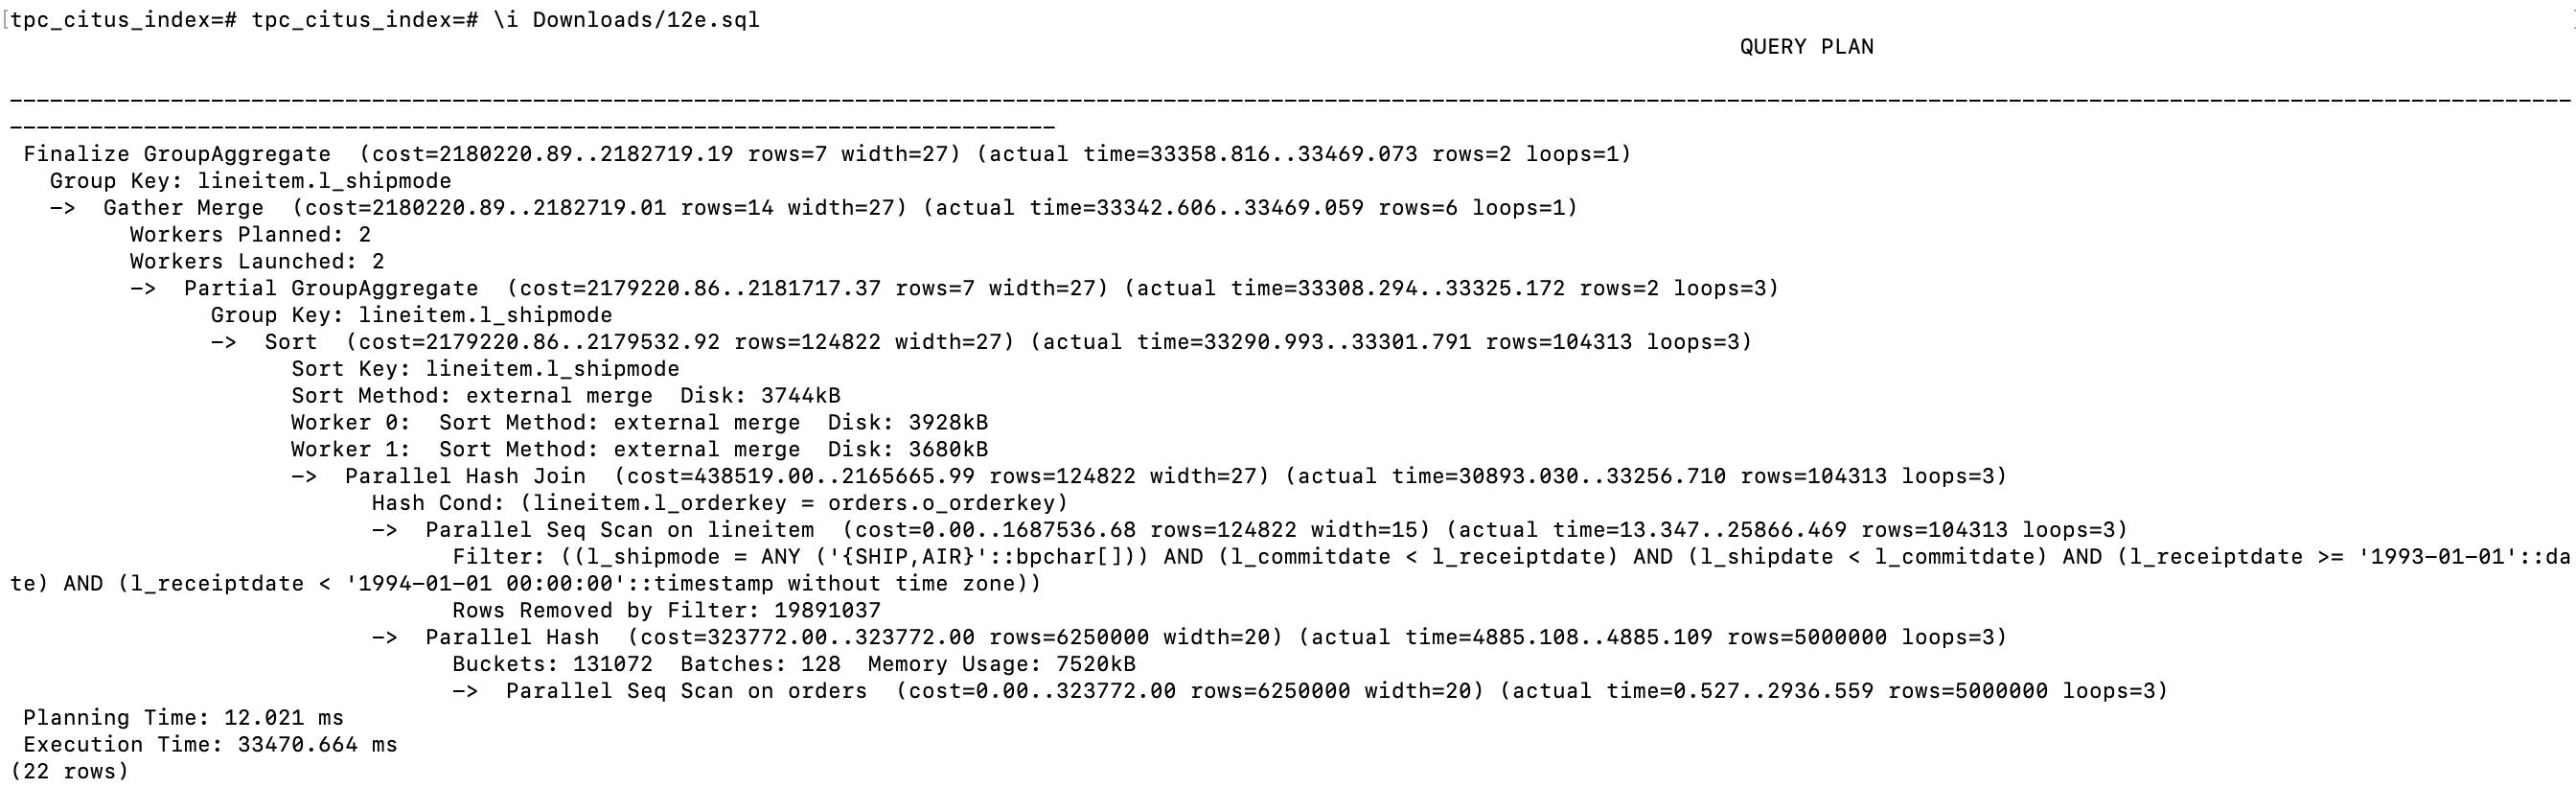 [tpc_citus_index=# tpc_citus_index=# \i Downloads/12e.sql
QUERY PLAN
-----------------------------------------------------------------------------------------------------------------------------------------------------------------------------------------------
------------------------------------------------------------------------------
Finalize GroupAggregate  (cost=2180220.89..2182719.19 rows=7 width=27) (actual time=33358.816..33469.073 rows=2 loops=1)
Group Key: lineitem.l_shipmode
->  Gather Merge  (cost=2180220.89..2182719.01 rows=14 width=27) (actual time=33342.606..33469.059 rows=6 loops=1)
Workers Planned: 2
Workers Launched: 2
->  Partial GroupAggregate  (cost=2179220.86..2181717.37 rows=7 width=27) (actual time=33308.294..33325.172 rows=2 loops=3)
Group Key: lineitem.l_shipmode
->  Sort  (cost=2179220.86..2179532.92 rows=124822 width=27) (actual time=33290.993..33301.791 rows=104313 loops=3)
Sort Key: lineitem.l_shipmode
Sort Method: external merge  Disk: 3744kB
Worker 0:  Sort Method: external merge  Disk: 3928kB
Worker 1:  Sort Method: external merge  Disk: 3680kB
->  Parallel Hash Join  (cost=438519.00..2165665.99 rows=124822 width=27) (actual time=30893.030..33256.710 rows=104313 loops=3)
Hash Cond: (lineitem.l_orderkey = orders.o_orderkey)
->  Parallel Seq Scan on lineitem  (cost=0.00..1687536.68 rows=124822 width=15) (actual time=13.347..25866.469 rows=104313 loops=3)
Filter: ((l_shipmode = ANY ('{SHIP,AIR}'::bpchar[])) AND (l_commitdate < l_receiptdate) AND (l_shipdate < l_commitdate) AND (l_receiptdate >= '1993-01-01'::da
te) AND (l_receiptdate < '1994-01-01 00:00:00'::timestamp without time zone))
Rows Removed by Filter: 19891037
->  Parallel Hash  (cost=323772.00..323772.00 rows=6250000 width=20) (actual time=4885.108..4885.109 rows=5000000 loops=3)
Buckets: 131072  Batches: 128  Memory Usage: 7520kB
->  Parallel Seq Scan on orders  (cost=0.00..323772.00 rows=6250000 width=20) (actual time=0.527..2936.559 rows=5000000 loops=3)
Planning Time: 12.021 ms
Execution Time: 33470.664 ms
(22 rows)